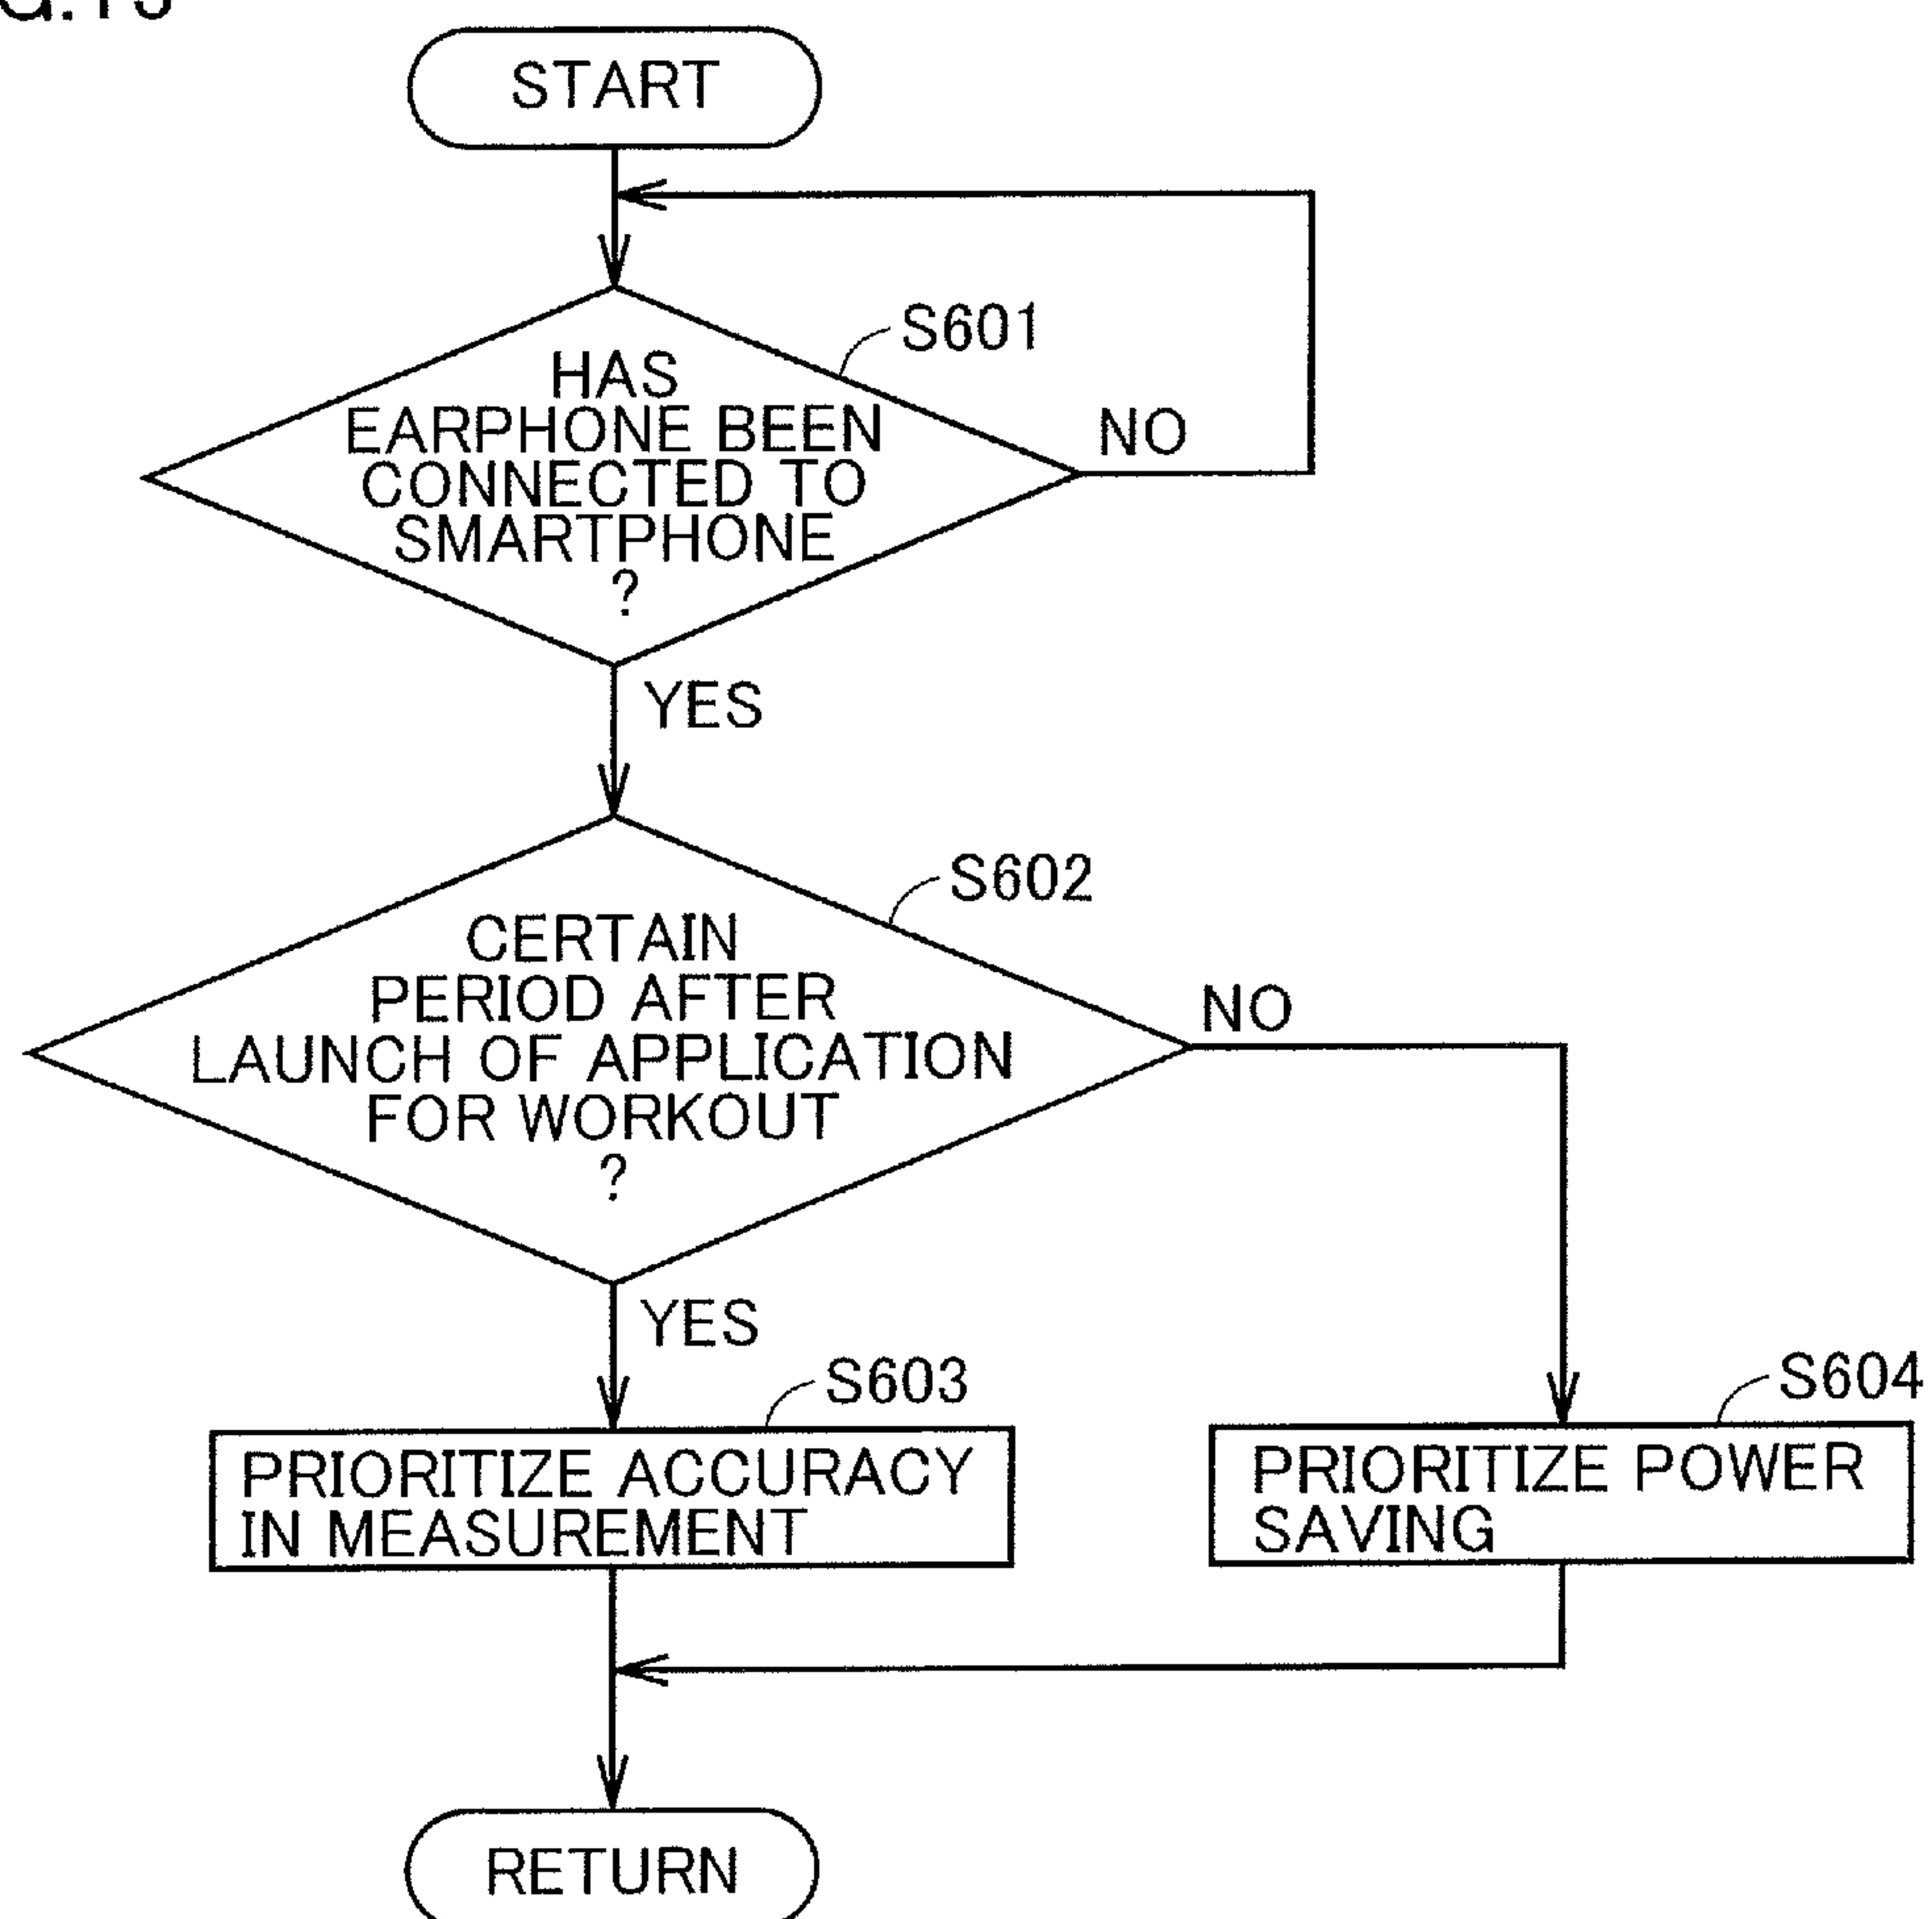 START
S601
HAS
EARPHONE BEEN
CONNECTED TO
SMARTPHONE
?
NO
YES
S602
CERTAIN
PERIOD AFTER
LAUNCH OF APPLICATION
FOR WORKOUT
?
NO
YES
S603
PRIORITIZE ACCURACY
IN MEASUREMENT
S604
PRIORITIZE POWER
SAVING
RETURN